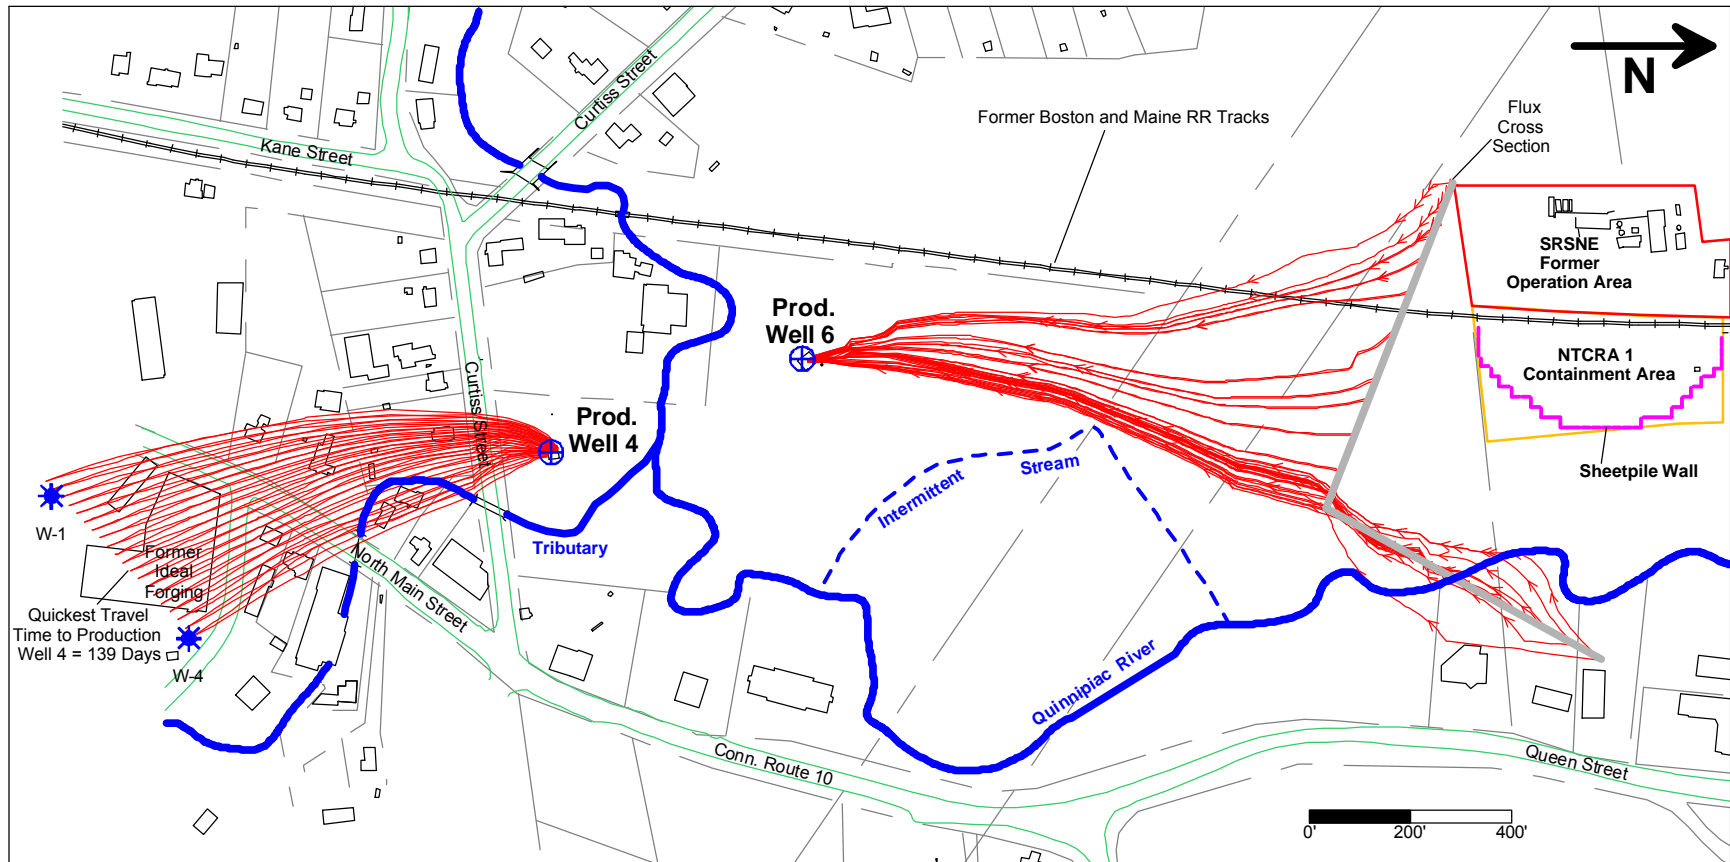 N
Flux
Cross
Section
Former Boston and Maine RR Tracks
Curtiss Street
Kane Street
SRSNE
Former
Operation Area
Prod.
Well 6
NTCRA 1
Containment Area
Curtiss Street
Prod.
Well 4
Sheetpile Wall
Intermittent
Stream
W-1
Tributary
Former
Ideal
Forging
North Main Street
Quickest Travel
Time to Production
Well 4 = 139 Days
W-4
Quinnipiac River
Conn. Route 10
Queen Street
0'
200'
400'